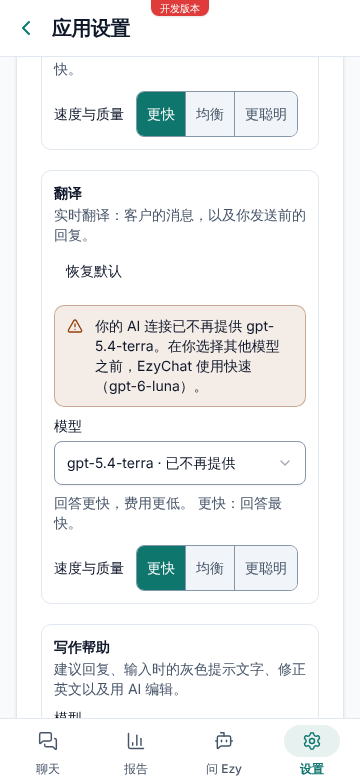 开发版本
应用设置
快。
速度与质量
更快
均衡
更聪明
翻译
实时翻译：客户的消息，以及你发送前的
回复。
恢复默认
你的 AI 连接已不再提供 gpt-
5.4-terra。在你选择其他模型
之前，EzyChat 使用快速
（gpt-6-luna）。
模型
gpt-5.4-terra · 已不再提供
回答更快，费用更低。 更快：回答最
快。
速度与质量
更快
均衡
更聪明
写作帮助
建议回复、输入时的灰色提示文字、修正
英文以及用 AI 编辑。
模型
聊天
报告
问 Ezy
设置